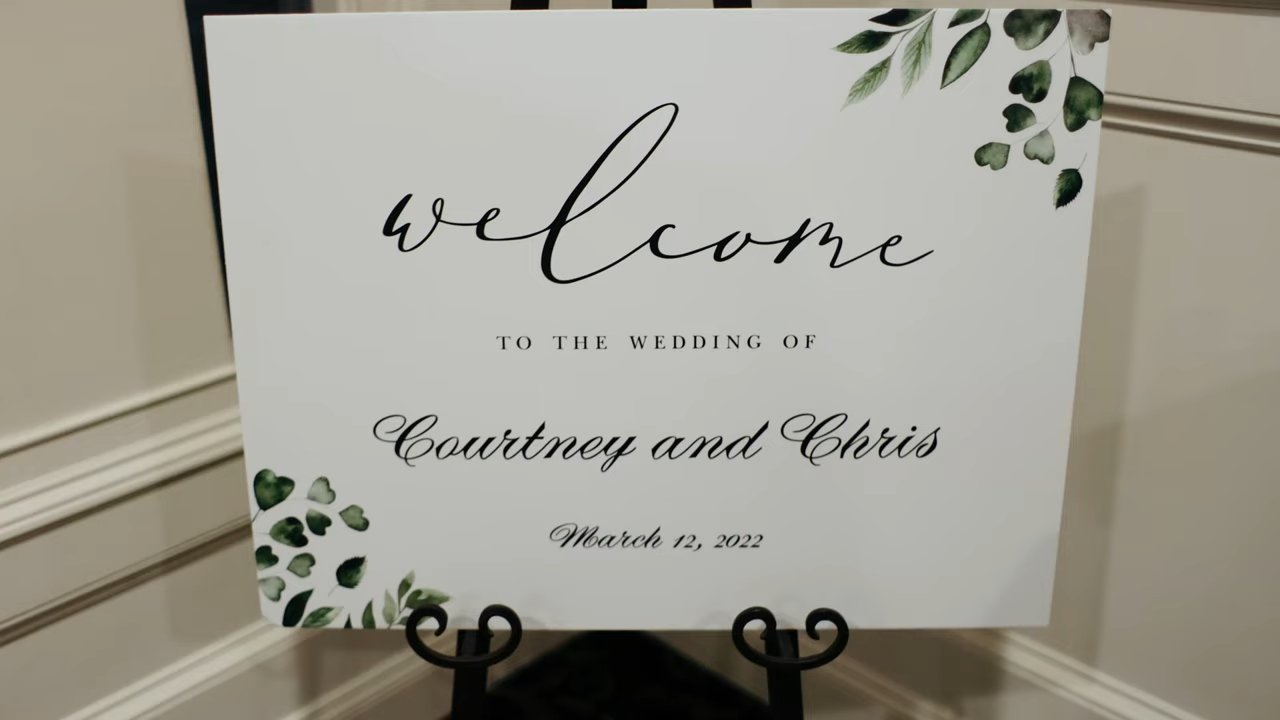 welcome
TO THE WEDDING OF
Courtney and Chris
March 12, 2022